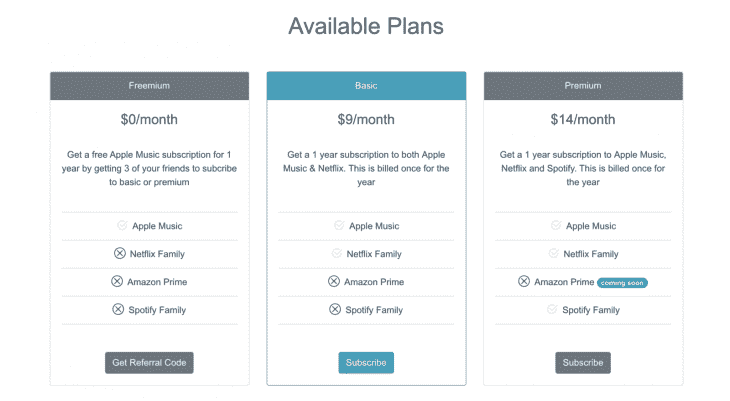 Available Plans
Freemium
$0/month
Get a free Apple Music subscription for 1
year by getting 3 of your friends to subcribe
to basic or premium
Apple Music
Netflix Family
Amazon Prime
Spotify Family
Get Referral Code
Basic
$9/month
Get a 1 year subscription to both Apple
Music & Netflix. This is billed once for the
year
Apple Music
Netflix Family
Amazon Prime
Spotify Family
Subscribe
Premium
$14/month
Get a 1 year subscription to Apple Music,
Netflix and Spotify. This is billed once for
the year
Apple Music
Netflix Family
Amazon Prime coming soon
Spotify Family
Subscribe